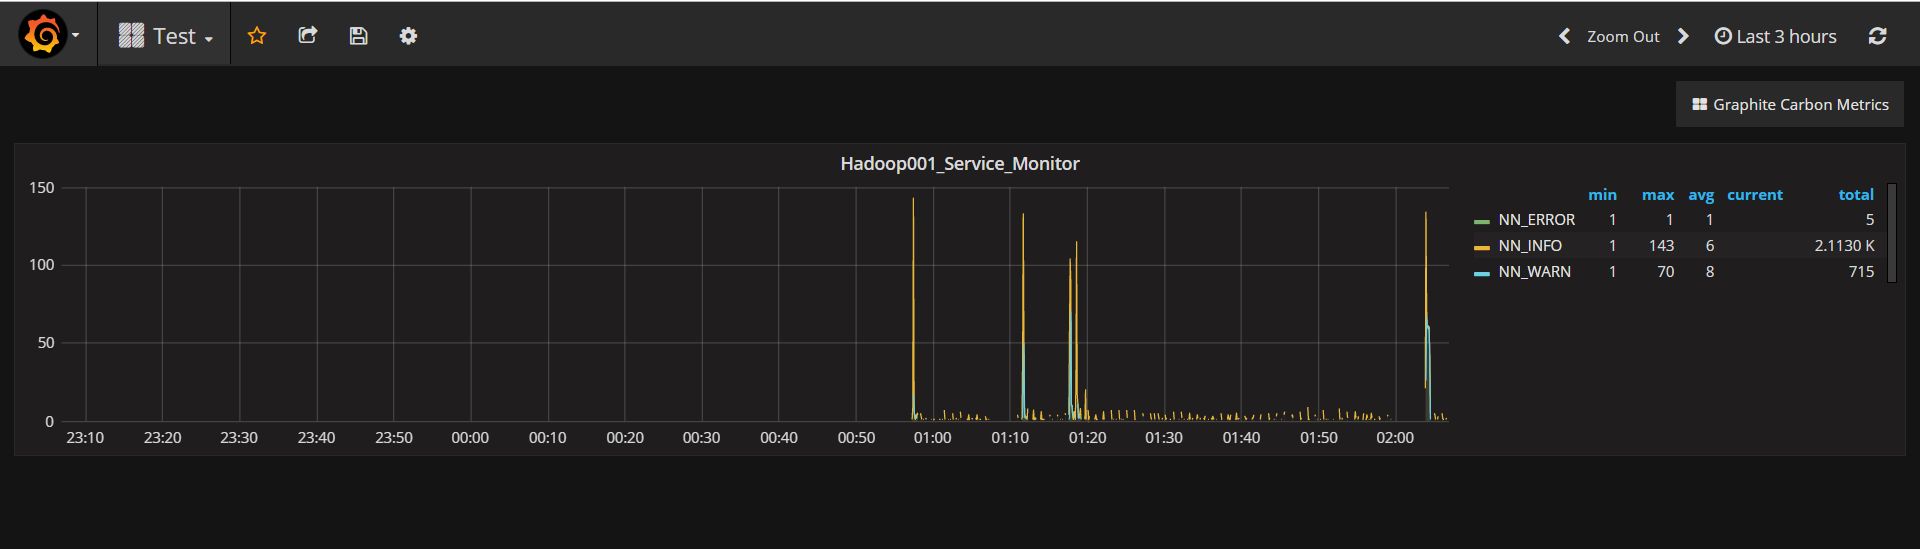 Test
Zoom Out
Last 3 hours
Graphite Carbon Metrics
Hadoop001_Service_Monitor
150
100
50
0
23:10 23:20 23:30 23:40 23:50 00:00 00:10 00:20 00:30 00:40 00:50 01:00 01:10 01:20 01:30 01:40 01:50 02:00
min max avg current total
NN_ERROR 1 1 1 5
NN_INFO 1 143 6 2.1130 K
NN_WARN 1 70 8 715